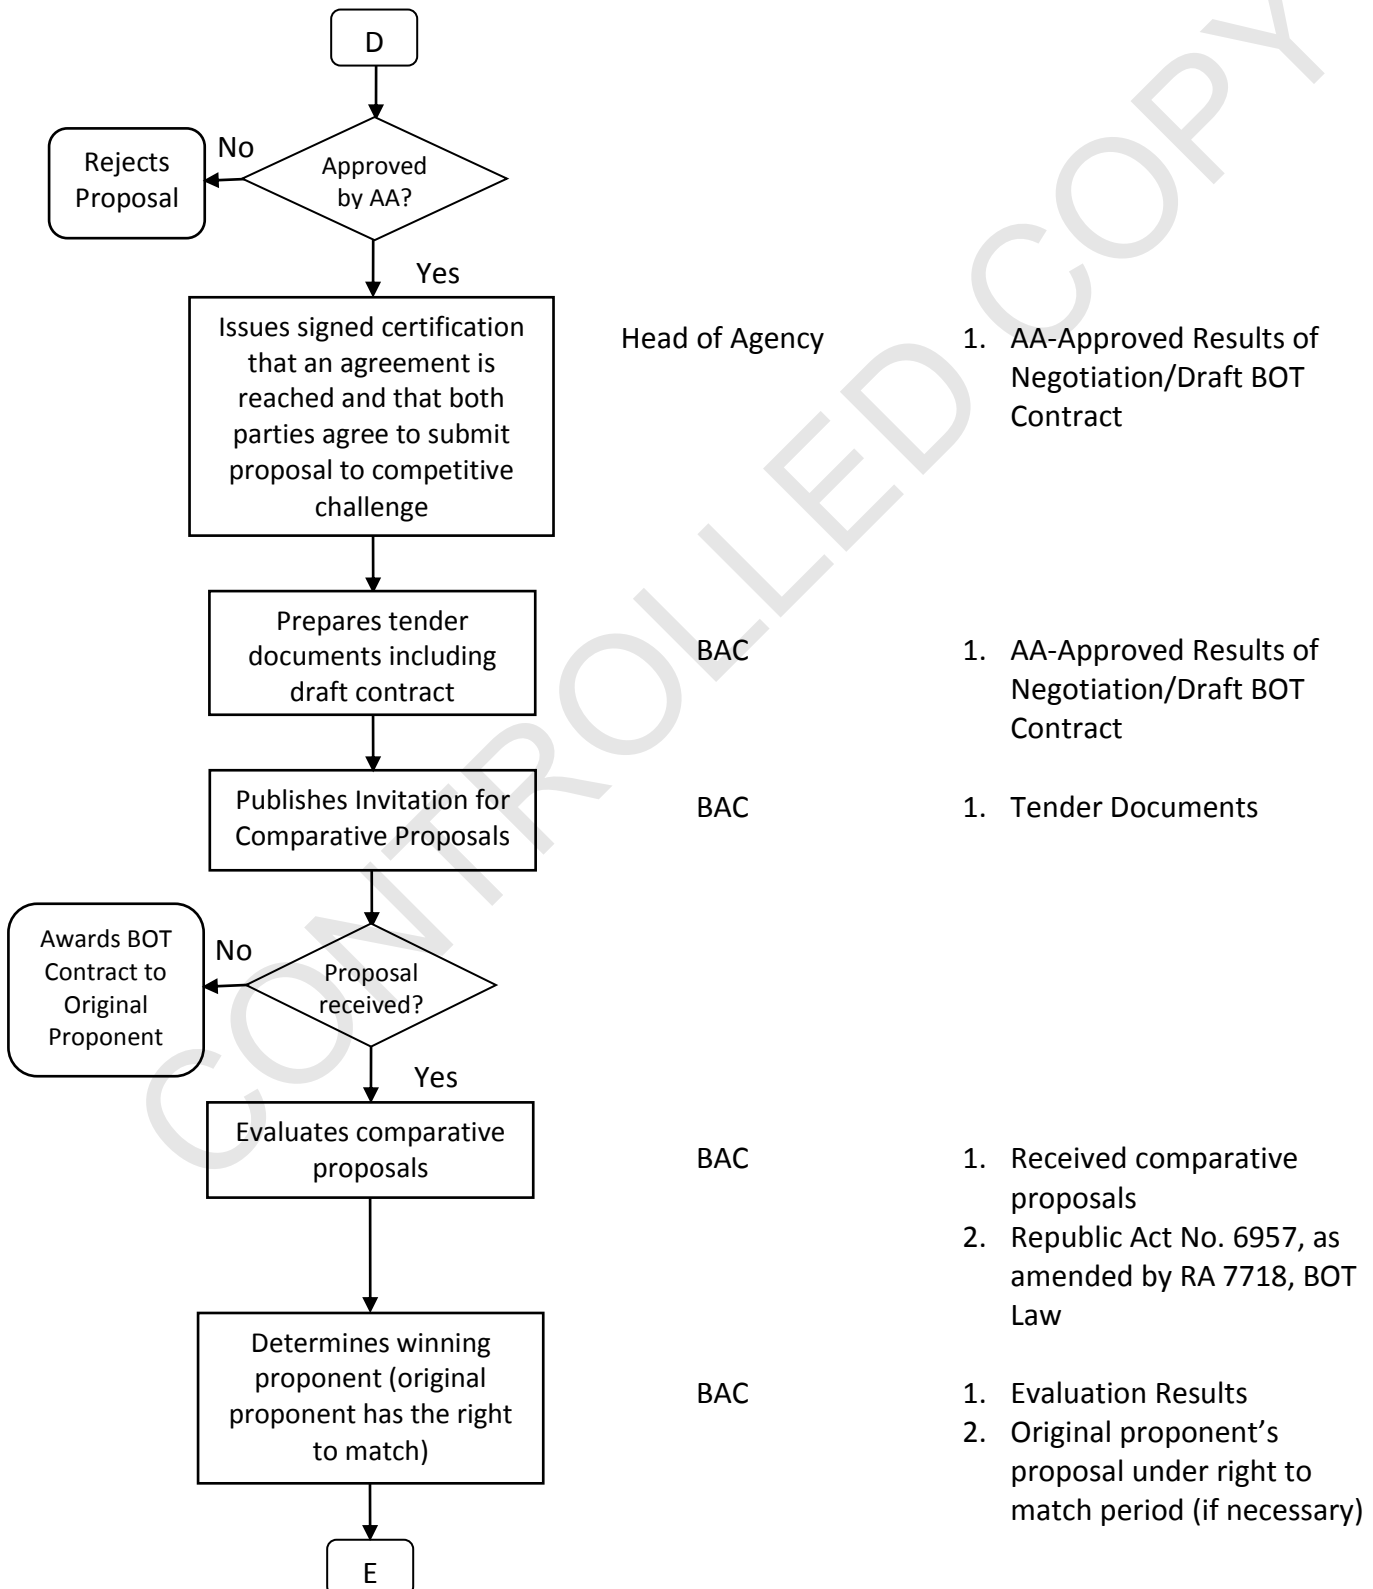 D
Approved
by AA?
No
Rejects
Proposal
Yes
Issues signed certification
that an agreement is
reached and that both
parties agree to submit
proposal to competitive
challenge
Head of Agency
1. AA-Approved Results of
Negotiation/Draft BOT
Contract
Prepares tender
documents including
draft contract
BAC
1. AA-Approved Results of
Negotiation/Draft BOT
Contract
Publishes Invitation for
Comparative Proposals
BAC
1. Tender Documents
Proposal
received?
No
Awards BOT
Contract to
Original
Proponent
Yes
Evaluates comparative
proposals
BAC
1. Received comparative
proposals
2. Republic Act No. 6957, as
amended by RA 7718, BOT
Law
Determines winning
proponent (original
proponent has the right
to match)
BAC
1. Evaluation Results
2. Original proponent’s
proposal under right to
match period (if necessary)
E
CONTROLLED COPY